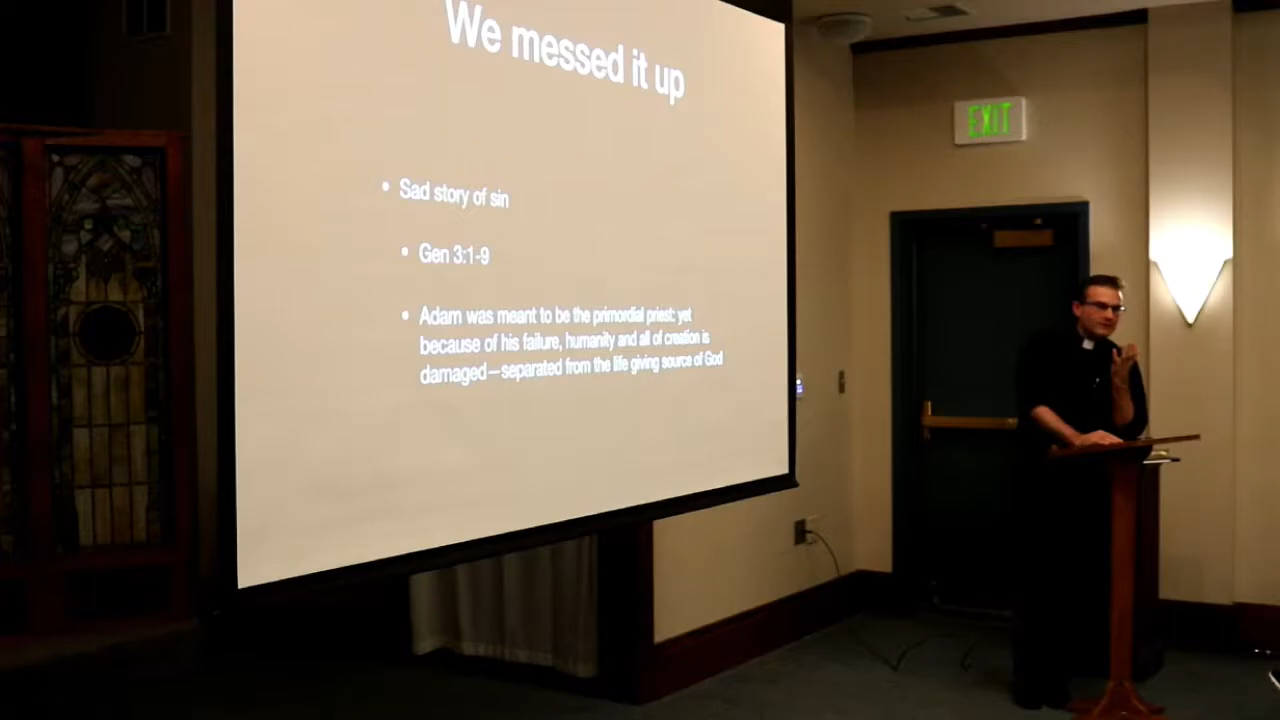 We messed it up
• Sad story of sin
• Gen 3:1-9
• Adam was meant to be the primordial priest: yet
because of his failure, humanity and all of creation is
damaged—separated from the life giving source of God
EXIT